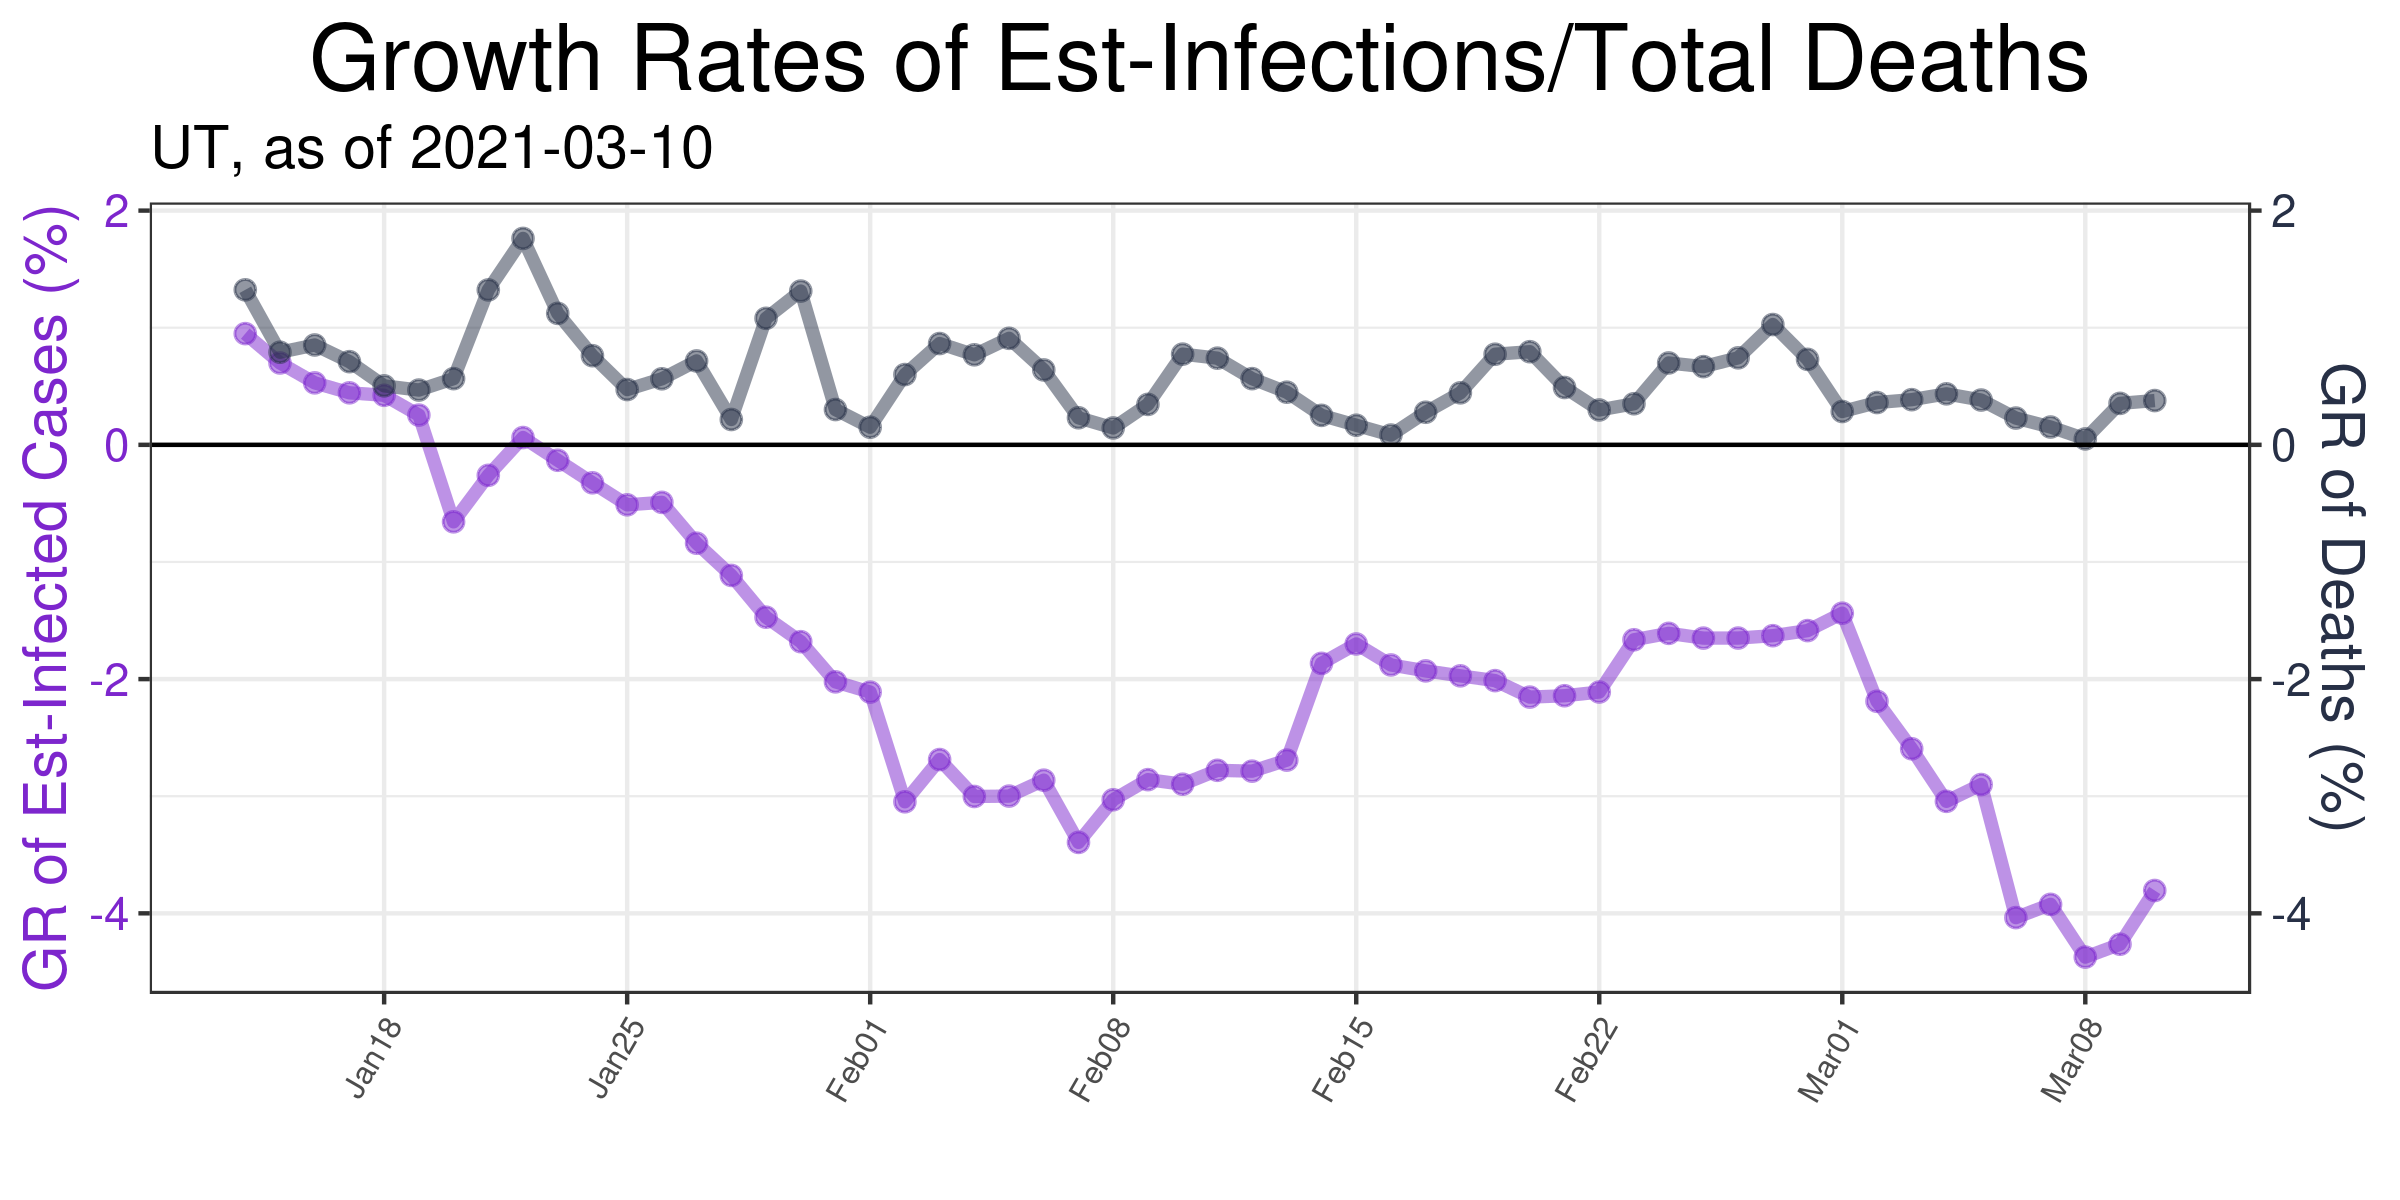 Growth Rates of Est-Infections/Total Deaths
UT, as of 2021-03-10
GR of Est-Infected Cases (%)
2
0
-2
-4
2
0
-2
-4
GR of Deaths (%)
Jan18
Jan25
Feb01
Feb08
Feb15
Feb22
Mar01
Mar08